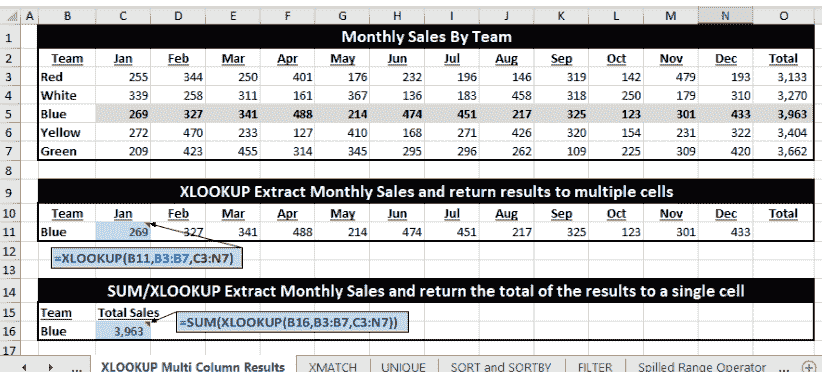 A B C D E F G H I J K L M N O
1 Monthly Sales By Team
2 Team Jan Feb Mar Apr May Jun Jul Aug Sep Oct Nov Dec Total
3 Red 255 344 250 401 176 232 196 146 319 142 479 193 3,133
4 White 339 258 311 161 367 136 183 458 318 250 179 310 3,270
5 Blue 269 327 341 488 214 474 451 217 325 123 301 433 3,963
6 Yellow 272 470 233 127 410 168 271 426 320 154 231 322 3,404
7 Green 209 423 455 314 345 295 296 262 109 225 309 420 3,662
8
9 XLOOKUP Extract Monthly Sales and return results to multiple cells
10 Team Jan Feb Mar Apr May Jun Jul Aug Sep Oct Nov Dec Total
11 Blue 269 327 341 488 214 474 451 217 325 123 301 433
12 =XLOOKUP(B11,B3:B7,C3:N7)
13
14 SUM/XLOOKUP Extract Monthly Sales and return the total of the results to a single cell
15 Team Total Sales
=SUM(XLOOKUP(B16,B3:B7,C3:N7))
16 Blue 3,963
17
... XLOOKUP Multi Column Results XMATCH UNIQUE SORT and SORTBY FILTER Spilled Range Operator ...